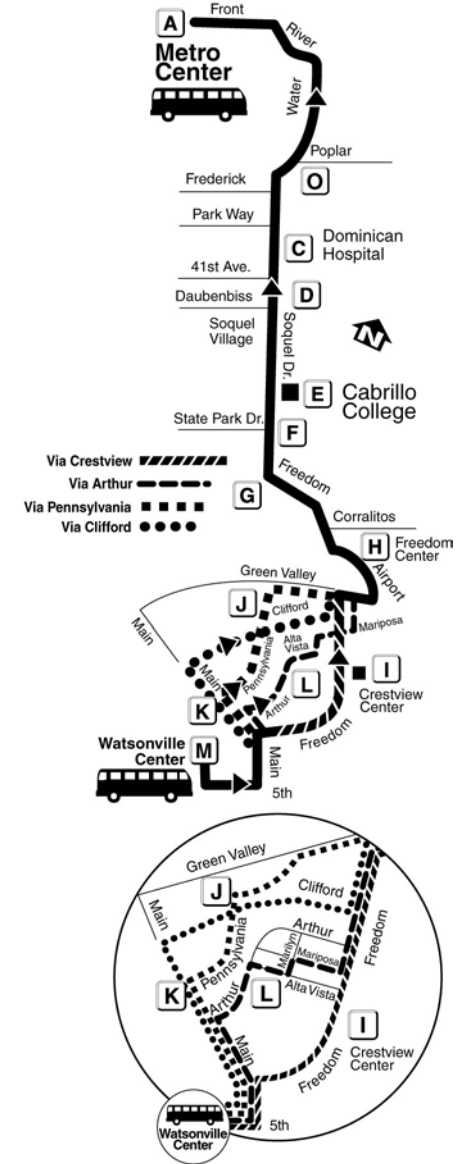 A
Front
River
Metro
Center
Water
Poplar
O
Frederick
Park Way
C
Dominican
Hospital
41st Ave.
D
Daubenbiss
Soquel
Village
Soquel Dr.
N
E
Cabrillo
College
State Park Dr.
F
Via Crestview
Via Arthur
Via Pennsylvania
Via Clifford
Freedom
G
Corralitos
H
Freedom
Center
Airport
Green Valley
J
Clifford
Main
Mariposa
Alta
Vista
Main
Pennsylvania
I
L
Crestview
Center
K
Arthur
Freedom
Watsonville
Center
M
Main
5th
Green Valley
J
Clifford
Main
Arthur
Freedom
Pennsylvania
Marilyn
Mariposa
K
Arthur
L
Alta Vista
I
Main
Crestview
Center
Freedom
5th
Watsonville
Center